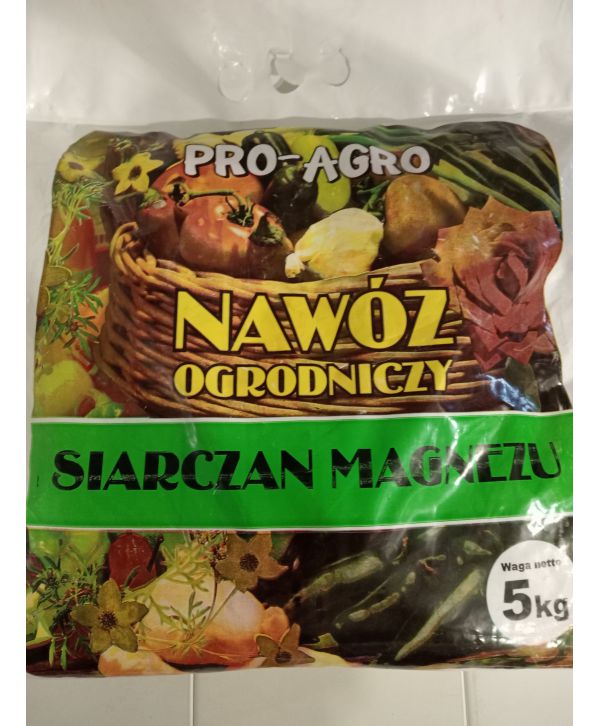 PRO-AGRO
NAWÓZ
OGRODNICZY
SIARCZAN MAGNEZU
Waga netto
5kg